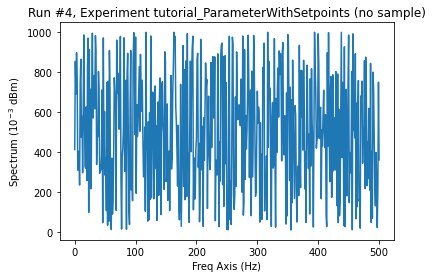 Run #4, Experiment tutorial_ParameterWithSetpoints (no sample)
1000
800
600
400
200
0
Spectrum (10⁻³ dBm)
0 100 200 300 400 500
Freq Axis (Hz)